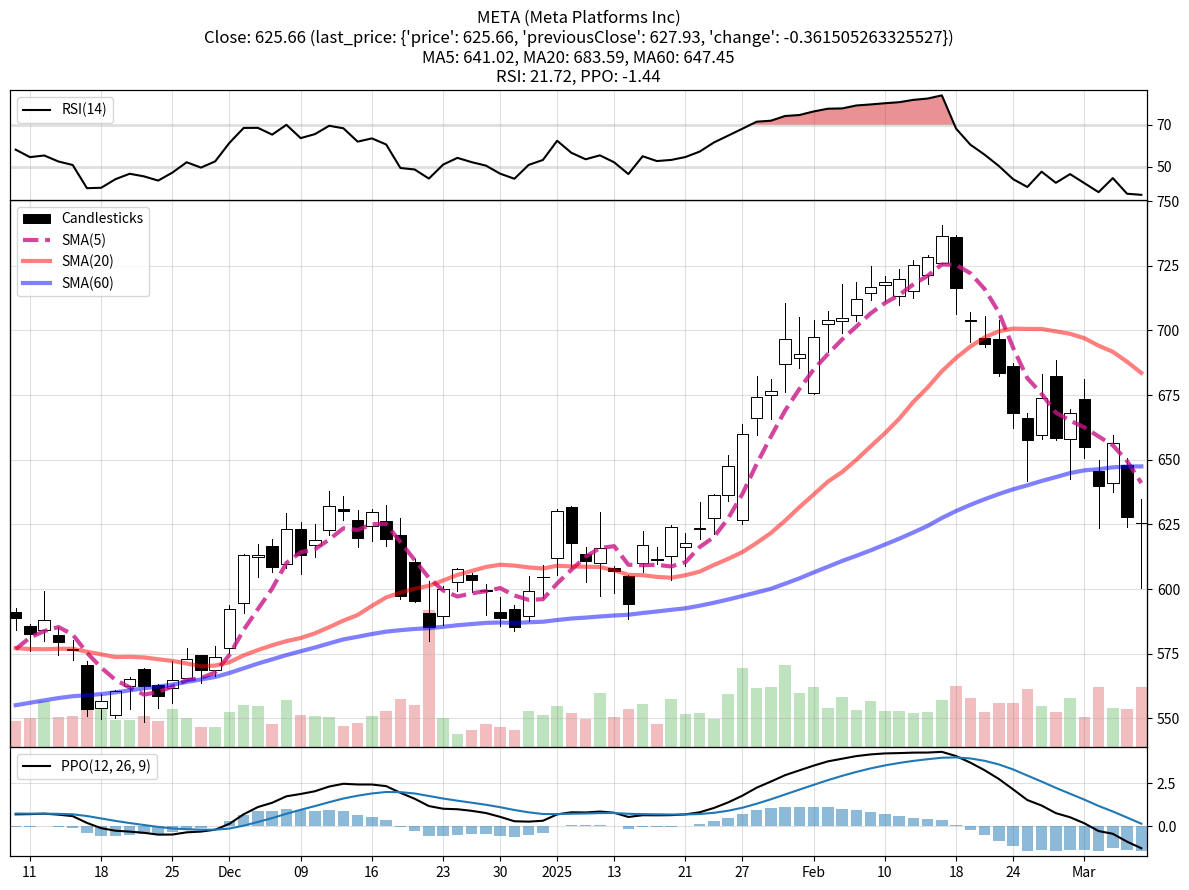 META (Meta Platforms Inc)
Close: 625.66 (last_price: {'price': 625.66, 'previousClose': 627.93, 'change': -0.361505263325527})
MA5: 641.02, MA20: 683.59, MA60: 647.45
RSI: 21.72, PPO: -1.44
RSI(14)
70
50
750
Candlesticks
SMA(5)
SMA(20)
SMA(60)
725
700
675
650
625
600
575
550
PPO(12, 26, 9)
2.5
0.0
11 18 25 Dec 09 16 23 30 2025 13 21 27 Feb 10 18 24 Mar